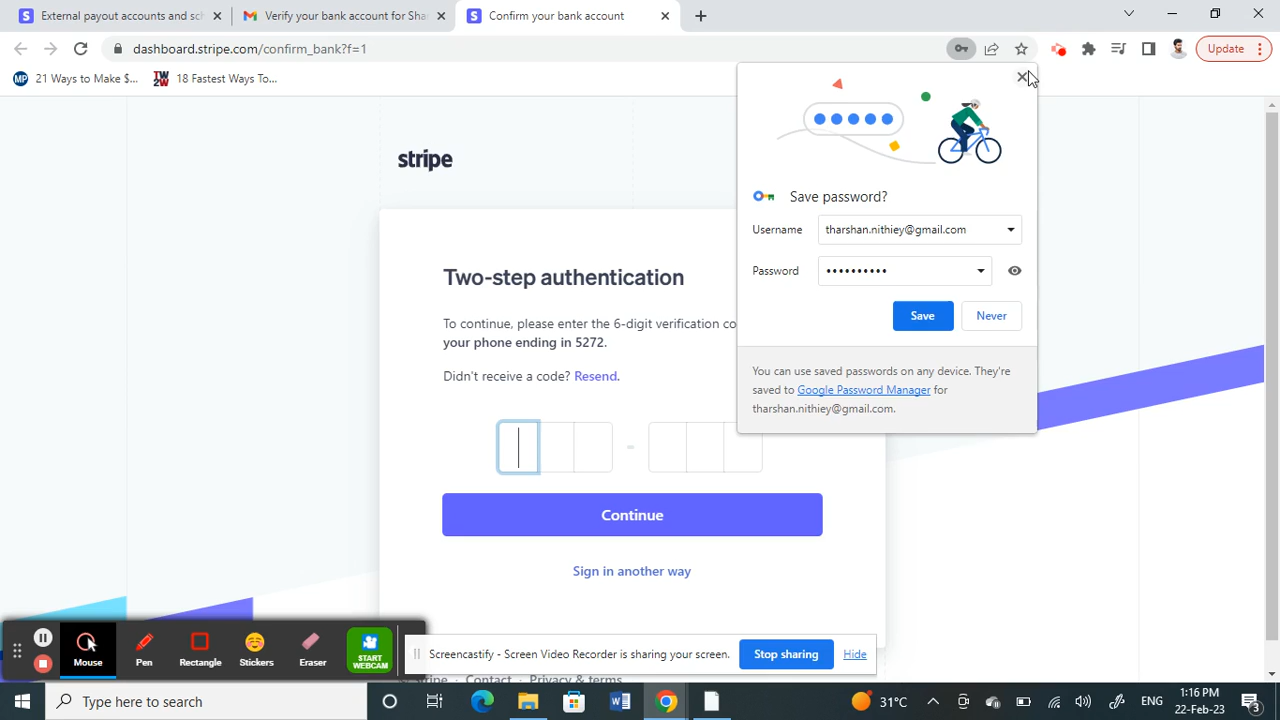 External payout accounts and sch
Verify your bank account for Sha
Confirm your bank account
dashboard.stripe.com/confirm_bank?f=1
Update
21 Ways to Make $...
18 Fastest Ways To...
stripe
Save password?
Username
tharshan.nithiey@gmail.com
Password
Save
Never
You can use saved passwords on any device. They're
saved to Google Password Manager for
tharshan.nithiey@gmail.com.
Two-step authentication
To continue, please enter the 6-digit verification co
your phone ending in 5272.
Didn't receive a code? Resend.
Continue
Sign in another way
Mouse
Pen
Rectangle
Stickers
Eraser
START
WEBCAM
Screencastify - Screen Video Recorder is sharing your screen.
Stop sharing
Hide
Stripe
Contact
Privacy & terms
Type here to search
31°C
ENG
1:16 PM
22-Feb-23
3